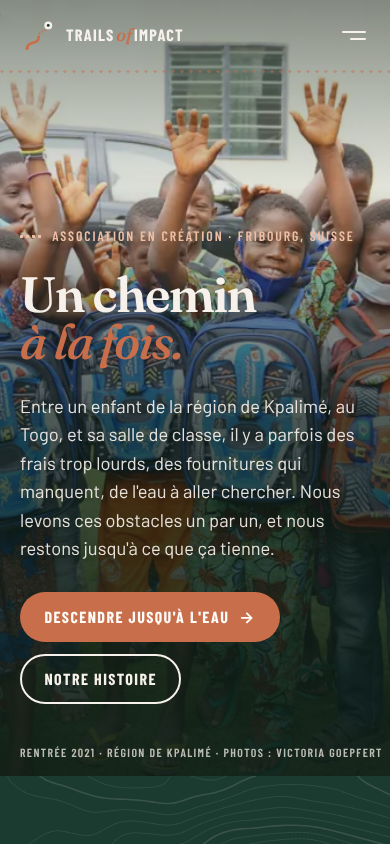 TRAILS of IMPACT
ASSOCIATION EN CRÉATION · FRIBOURG, SUISSE
Un chemin
à la fois.
Entre un enfant de la région de Kpalimé, au
Togo, et sa salle de classe, il y a parfois des
frais trop lourds, des fournitures qui
manquent, de l'eau à aller chercher. Nous
levons ces obstacles un par un, et nous
restons jusqu'à ce que ça tienne.
DESCENDRE JUSQU'À L'EAU →
NOTRE HISTOIRE
RENTRÉE 2021 · RÉGION DE KPALIMÉ · PHOTOS : VICTORIA GOEPFERT